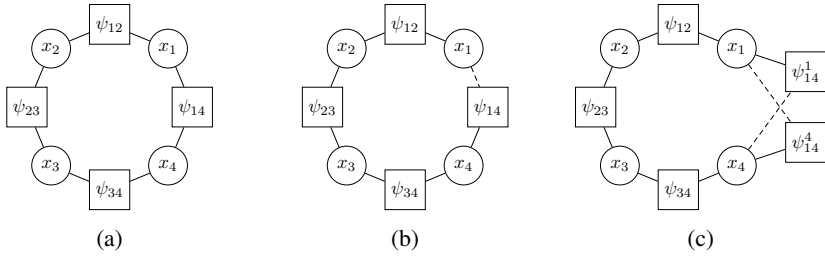 ψ₁₂
x₂ x₁
ψ₂₃ ψ₁₄
x₃ x₄
ψ₃₄
(a)
ψ₁₂
x₂ x₁
ψ₂₃ ψ₁₄
x₃ x₄
ψ₃₄
(b)
ψ₁₂
x₂ x₁
ψ¹₁₄
ψ₂₃
ψ⁴₁₄
x₃ x₄
ψ₃₄
(c)